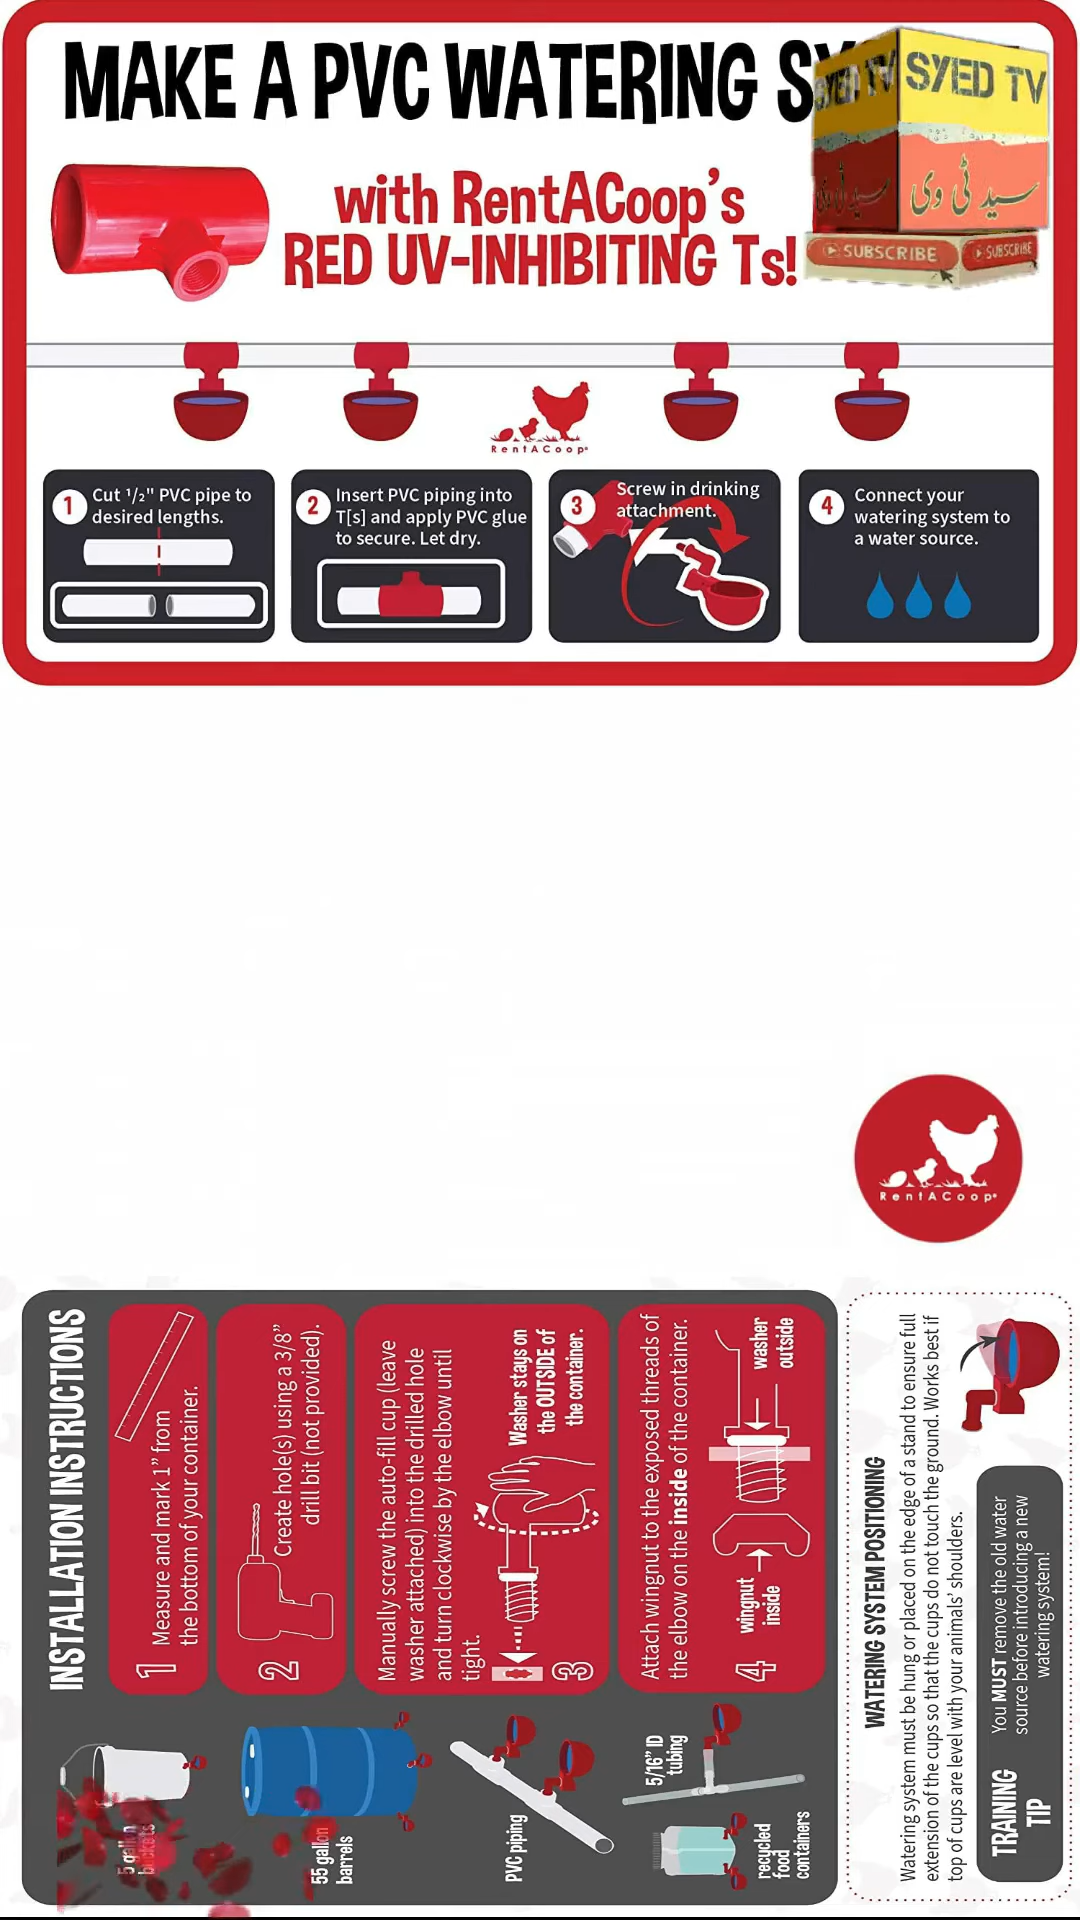 MAKE A PVC WATERING
with RentACoop's
RED UV-INHIBITING Ts!
SYED TV
SYED TV
سید ٹی وی
سید ٹی وی
SUBSCRIBE
SUBSCRIBE
RentACoop®
1 Cut 1/2" PVC pipe to
desired lengths.
2 Insert PVC piping into
T[s] and apply PVC glue
to secure. Let dry.
3 Screw in drinking
attachment.
4 Connect your
watering system to
a water source.
RentACoop®
INSTALLATION INSTRUCTIONS
1 Measure and mark 1" from
the bottom of your container.
2 Create hole(s) using a 3/8"
drill bit (not provided).
3 Manually screw the auto-fill cup (leave
washer attached) into the drilled hole
and turn clockwise by the elbow until
tight.
Washer stays on
the OUTSIDE of
the container.
4 Attach wingnut to the exposed threads of
the elbow on the inside of the container.
wingnut
inside
washer
outside
5 gallon
buckets
55 gallon
barrels
PVC piping
5/16" ID
tubing
recycled
food
containers
WATERING SYSTEM POSITIONING
Watering system must be hung or placed on the edge of a stand to ensure full
extension of the cups so that the cups do not touch the ground. Works best if
top of cups are level with your animals' shoulders.
TRAINING
TIP
You MUST remove the old water
source before introducing a new
watering system!